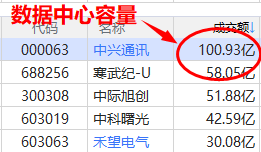 数据中心容量
代码 名称 成交额↓
000063 中兴通讯 100.93亿
688256 寒武纪-U 58.05亿
300308 中际旭创 51.88亿
603019 中科曙光 42.59亿
603063 禾望电气 30.08亿